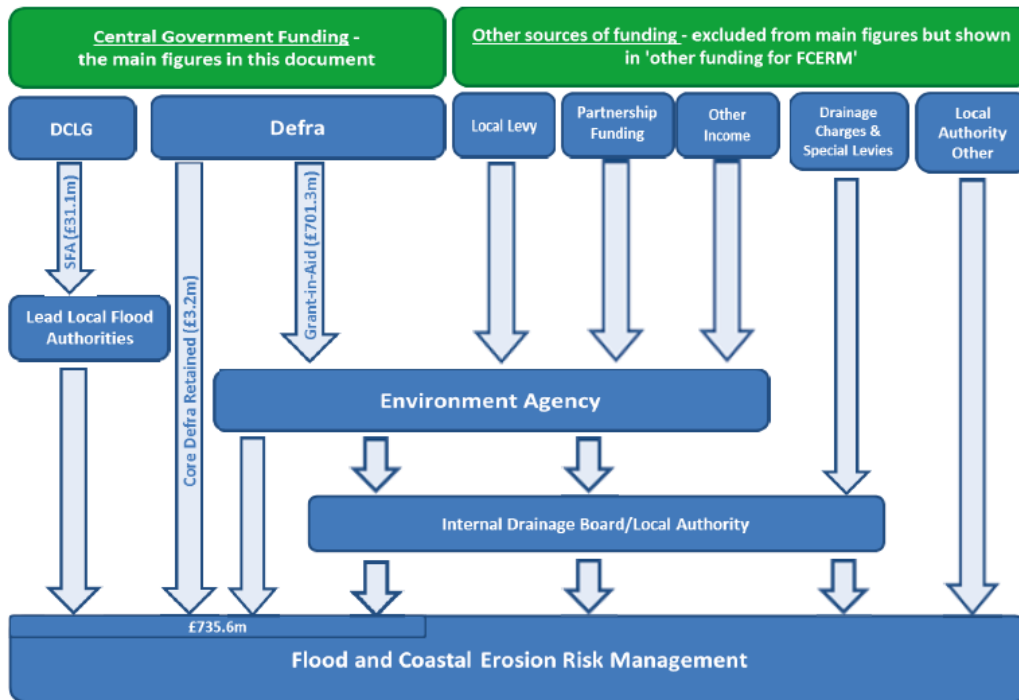 Central Government Funding -
the main figures in this document
Other sources of funding - excluded from main figures but shown
in 'other funding for FCERM'
DCLG
Defra
Local Levy
Partnership
Funding
Other
Income
Drainage
Charges &
Special Levies
Local
Authority
Other
SFA (£31.1m)
Core Defra Retained (£3.2m)
Grant-in-Aid (£701.3m)
Lead Local Flood
Authorities
Environment Agency
Internal Drainage Board/Local Authority
£735.6m
Flood and Coastal Erosion Risk Management